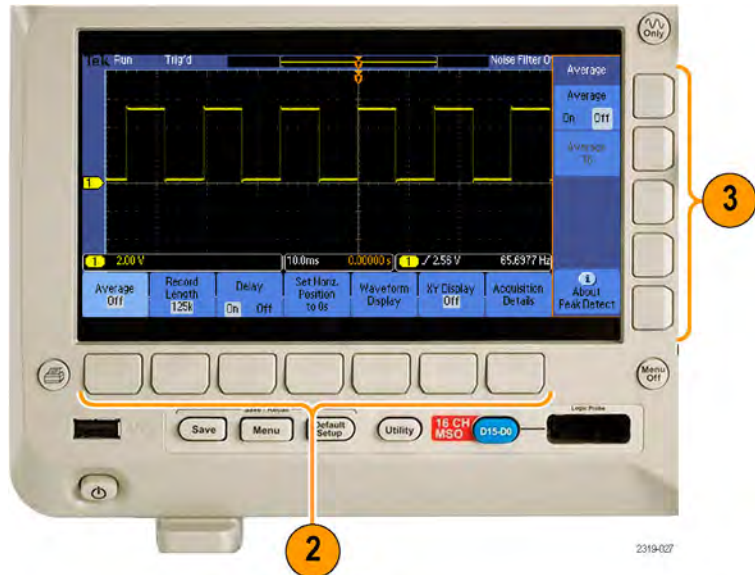 Tek Run Trig'd Noise Filter O
Average
Average
On Off
Average
16
1
1 2.00 V 10.0ms 0.00000 s 1 2.56 V 65.6977 Hz
Average
Off
Record
Length
125k
Delay
On Off
Set Horiz.
Position
to 0s
Waveform
Display
XY Display
Off
Acquisition
Details
i
About
Peak Detect
Only
3
Menu
Off
Save / Recall
Save
Menu
Default
Setup
Utility
16 CH
MSO
D15-D0
Logic Probe
2
2319-027